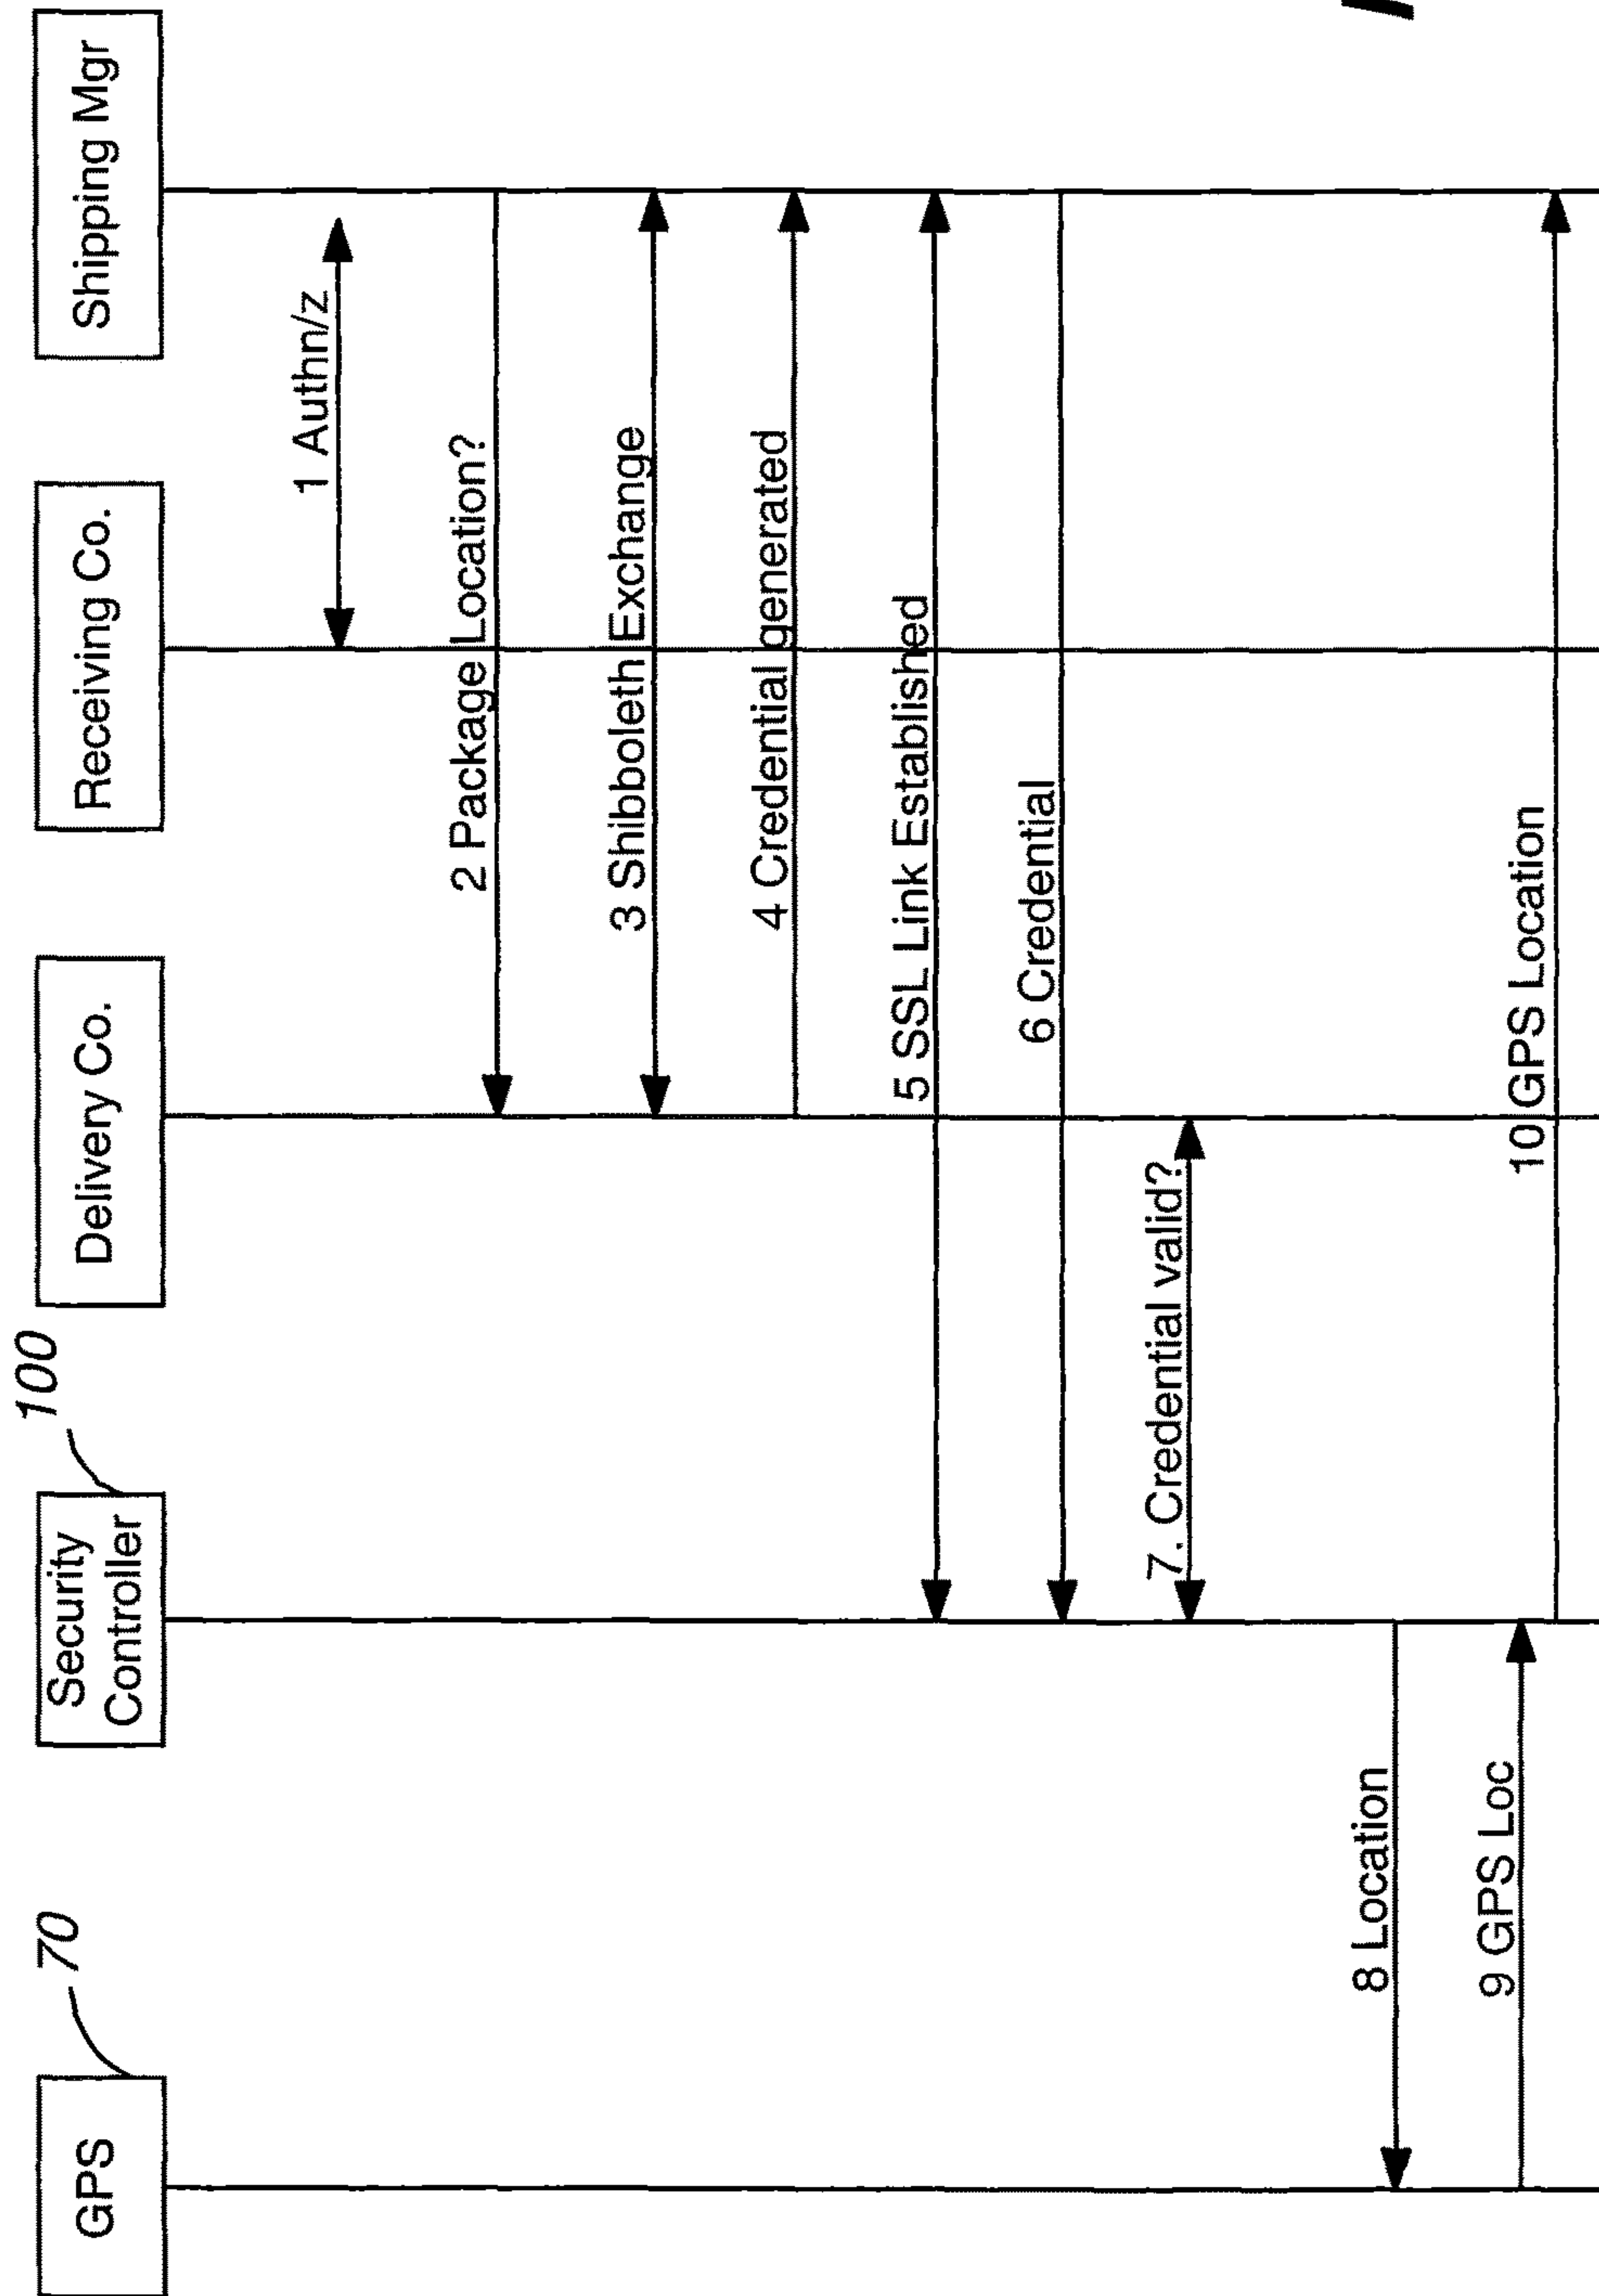 GPS
70
Security
Controller
100
Delivery Co.
Receiving Co.
Shipping Mgr
1 Authn/z
2 Package Location?
3 Shibboleth Exchange
4 Credential generated
5 SSL Link Established
6 Credential
7. Credential valid?
8 Location
9 GPS Loc
10 GPS Location